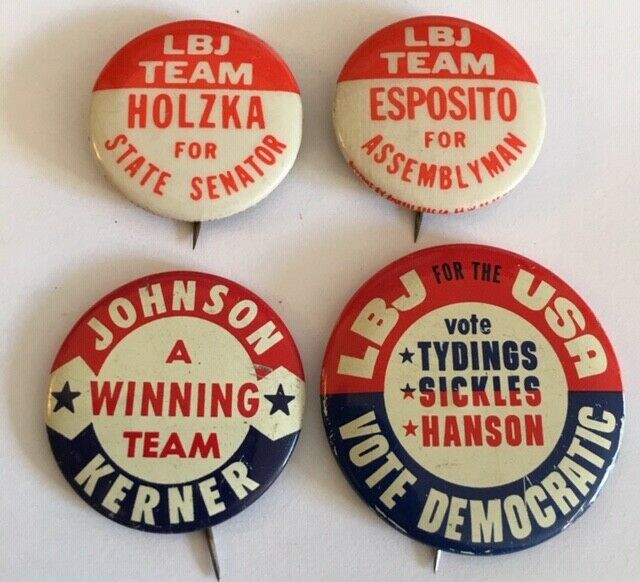 LBJ
TEAM
HOLZKA
FOR
STATE SENATOR
LBJ
TEAM
ESPOSITO
FOR
ASSEMBLYMAN
JOHNSON
A
WINNING
TEAM
KERNER
LBJ FOR THE USA
vote
TYDINGS
SICKLES
HANSON
VOTE DEMOCRATIC